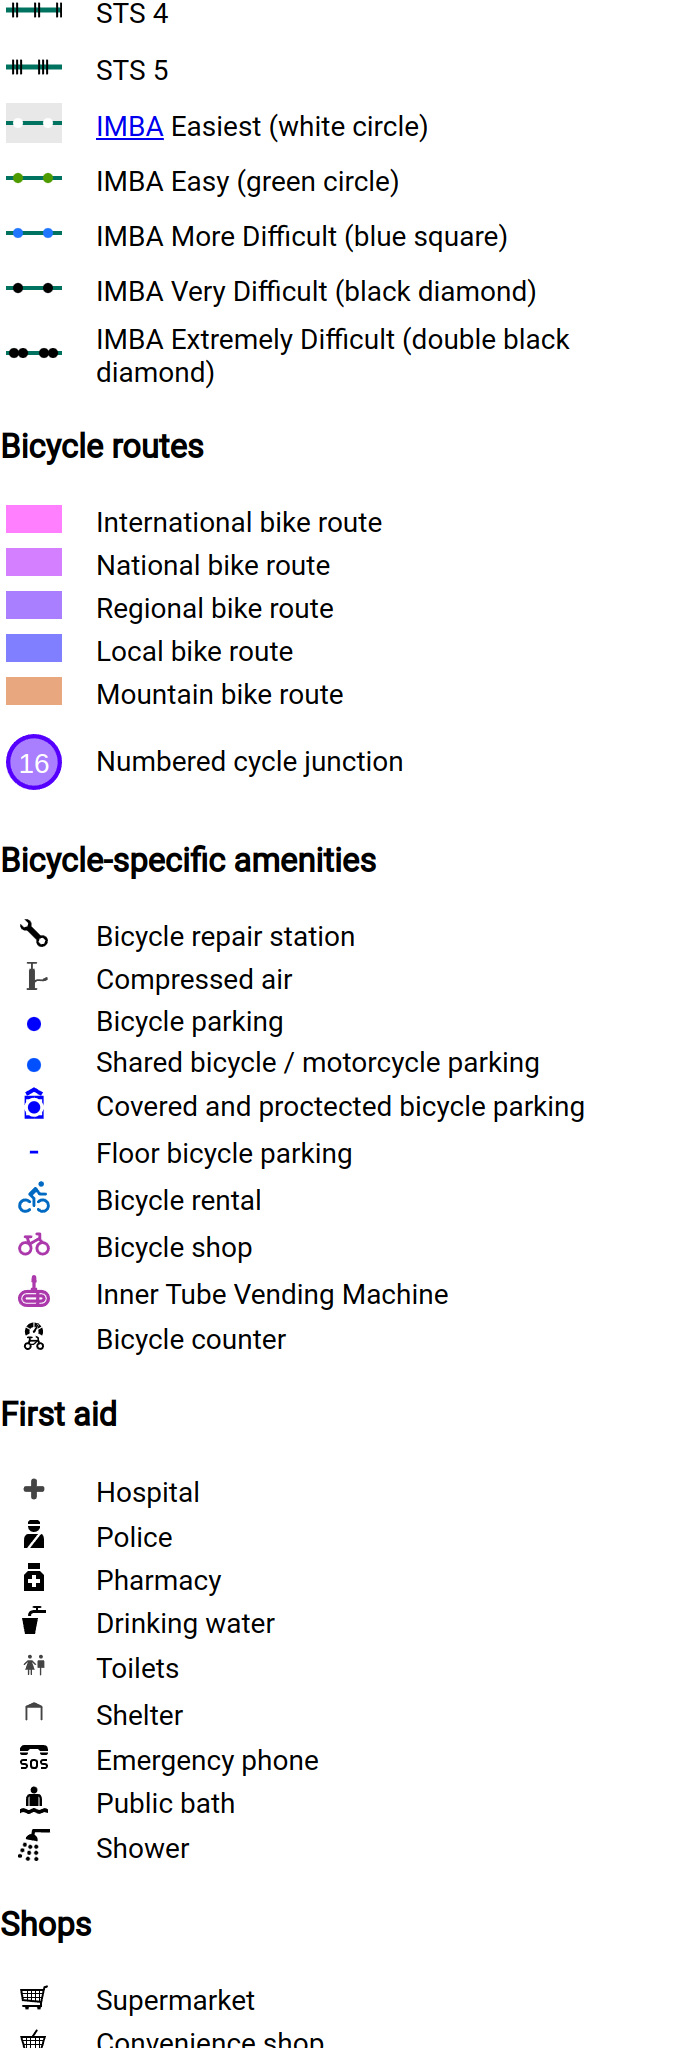 STS 4
STS 5
IMBA Easiest (white circle)
IMBA Easy (green circle)
IMBA More Difficult (blue square)
IMBA Very Difficult (black diamond)
IMBA Extremely Difficult (double black
diamond)
Bicycle routes
International bike route
National bike route
Regional bike route
Local bike route
Mountain bike route
16 Numbered cycle junction
Bicycle-specific amenities
Bicycle repair station
Compressed air
Bicycle parking
Shared bicycle / motorcycle parking
Covered and proctected bicycle parking
Floor bicycle parking
Bicycle rental
Bicycle shop
Inner Tube Vending Machine
Bicycle counter
First aid
Hospital
Police
Pharmacy
Drinking water
Toilets
Shelter
SOS Emergency phone
Public bath
Shower
Shops
Supermarket
Convenience shop